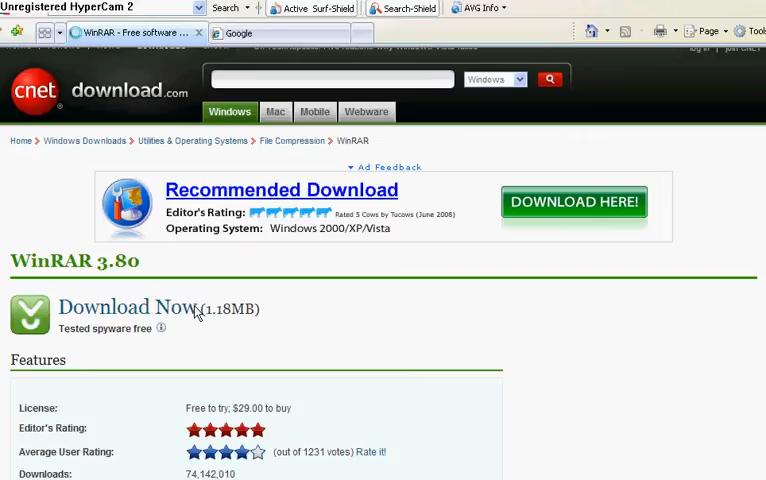 Unregistered HyperCam 2
Search Active Surf-Shield Search-Shield AVG Info
WinRAR - Free software ... Google Page Tools
log in | join CNET
cnet download.com Windows
Windows Mac Mobile Webware
Home Windows Downloads Utilities & Operating Systems File Compression WinRAR
Ad Feedback
Recommended Download
Editor's Rating: Rated 5 Cows by Tucows (June 2008)
DOWNLOAD HERE!
Operating System: Windows 2000/XP/Vista
WinRAR 3.80
Download Now (1.18MB)
Tested spyware free
Features
License: Free to try; $29.00 to buy
Editor's Rating:
Average User Rating: (out of 1231 votes) Rate it!
Downloads: 74,142,010